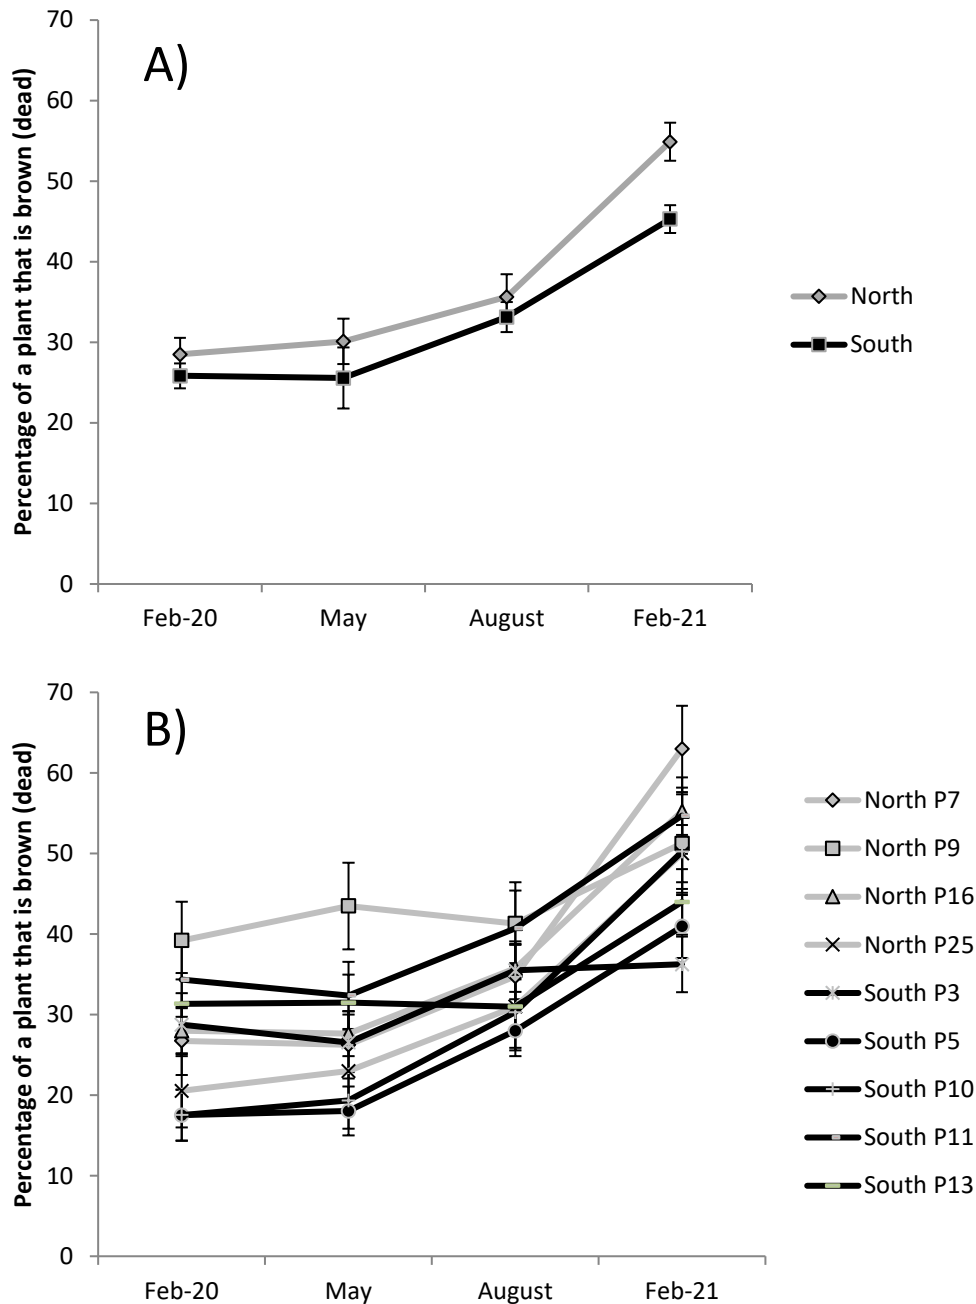 A)
Percentage of a plant that is brown (dead)
70
60
50
40
30
20
10
0
Feb-20 May August Feb-21
North
South
B)
Percentage of a plant that is brown (dead)
70
60
50
40
30
20
10
0
Feb-20 May August Feb-21
North P7
North P9
North P16
North P25
South P3
South P5
South P10
South P11
South P13